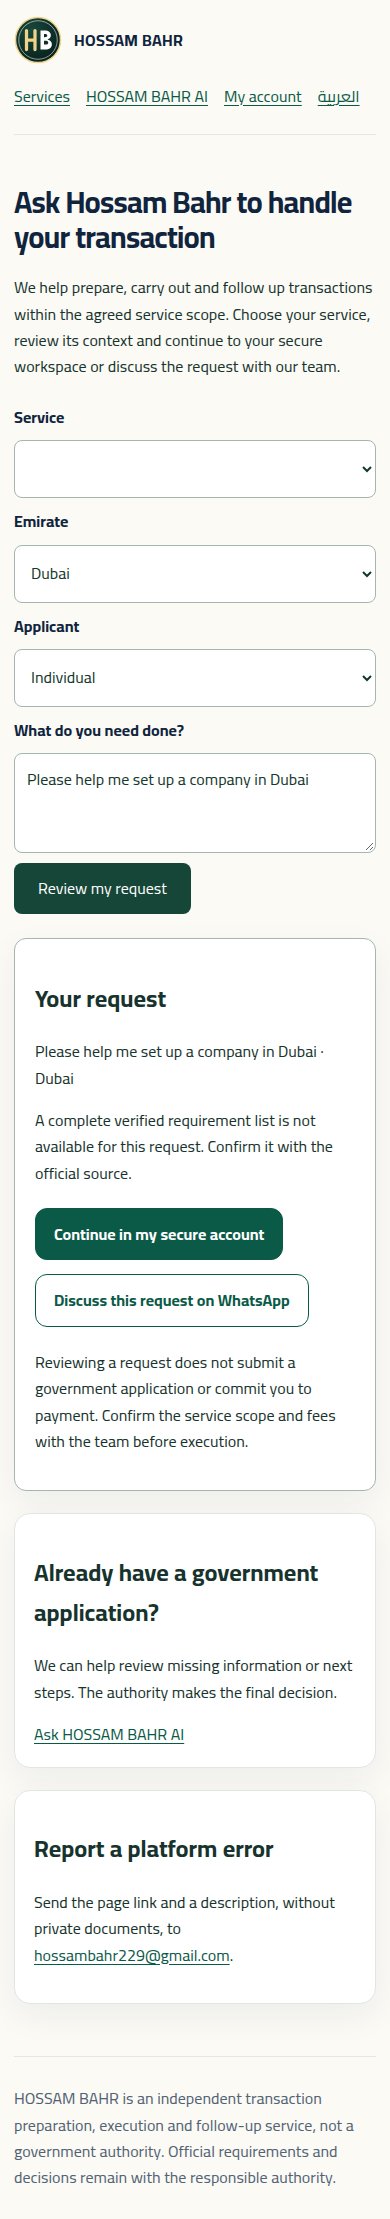 HB HOSSAM BAHR
Services HOSSAM BAHR AI My account العربية
Ask Hossam Bahr to handle
your transaction
We help prepare, carry out and follow up transactions
within the agreed service scope. Choose your service,
review its context and continue to your secure
workspace or discuss the request with our team.
Service
Emirate
Dubai
Applicant
Individual
What do you need done?
Please help me set up a company in Dubai
Review my request
Your request
Please help me set up a company in Dubai ·
Dubai
A complete verified requirement list is not
available for this request. Confirm it with the
official source.
Continue in my secure account
Discuss this request on WhatsApp
Reviewing a request does not submit a
government application or commit you to
payment. Confirm the service scope and fees
with the team before execution.
Already have a government
application?
We can help review missing information or next
steps. The authority makes the final decision.
Ask HOSSAM BAHR AI
Report a platform error
Send the page link and a description, without
private documents, to
hossambahr229@gmail.com.
HOSSAM BAHR is an independent transaction
preparation, execution and follow-up service, not a
government authority. Official requirements and
decisions remain with the responsible authority.